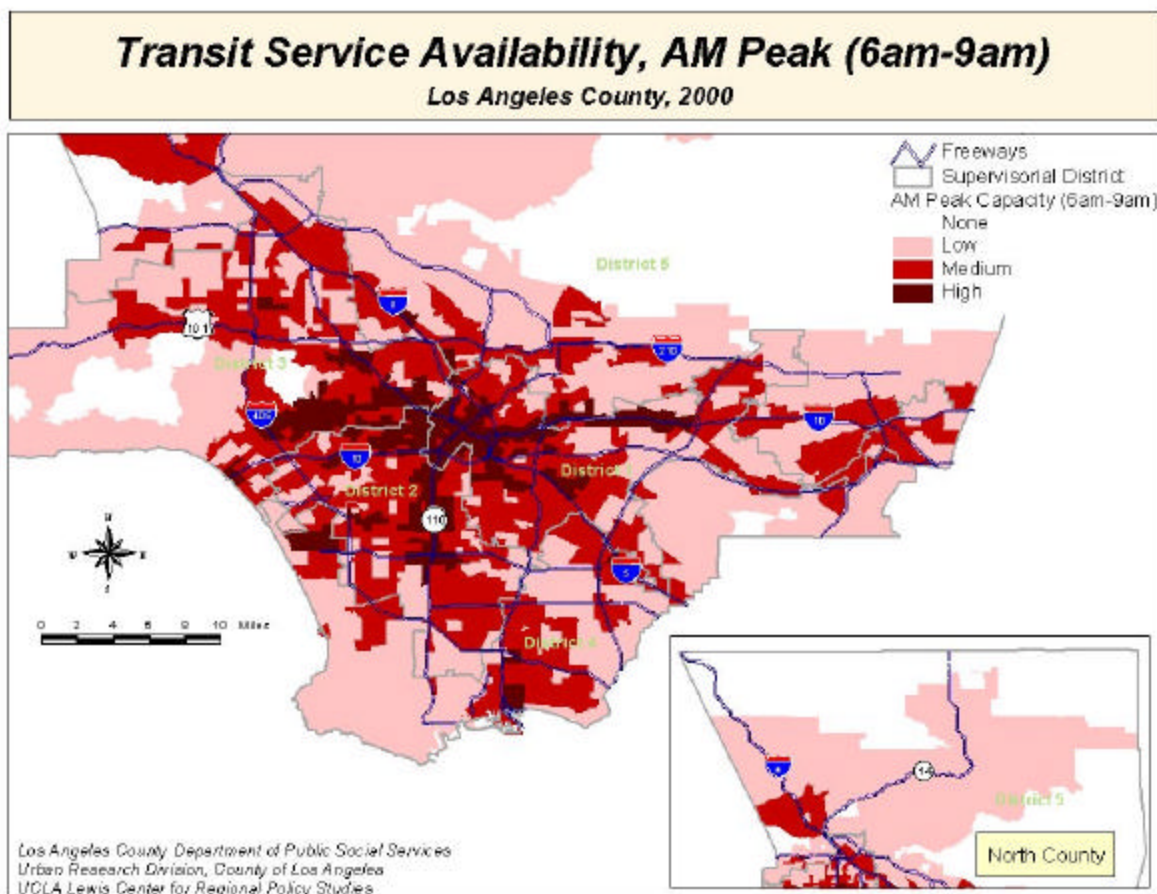 Transit Service Availability, AM Peak (6am-9am)
Los Angeles County, 2000
Freeways
Supervisorial District
AM Peak Capacity (6am-9am)
None
Low
Medium
High
District 5
5
101
210
District 3
405
10
10
District
District 2
110
5
District 4
0 2 4 6 8 10 Miles
5
14
District 5
North County
Los Angeles County Department of Public Social Services
Urban Research Division, County of Los Angeles
UCLA Lewis Center for Regional Policy Studies